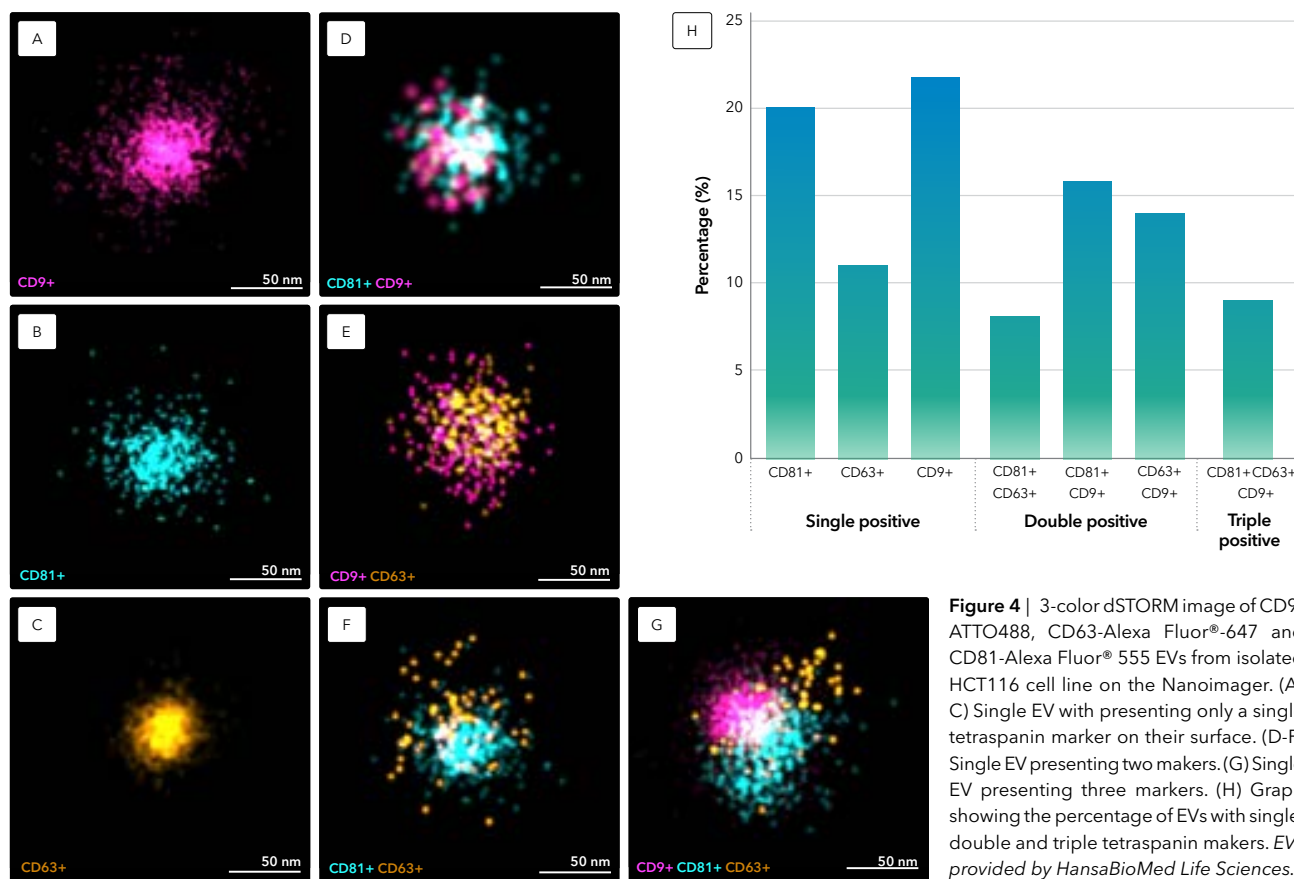 A
CD9+
50 nm
B
CD81+
50 nm
C
CD63+
50 nm
D
CD81+ CD9+
50 nm
E
CD9+ CD63+
50 nm
F
CD81+ CD63+
50 nm
G
CD9+ CD81+ CD63+
50 nm
H
Percentage (%)
25
20
15
10
5
0
CD81+
CD63+
CD9+
CD81+
CD63+
CD81+
CD9+
CD63+
CD9+
CD81+CD63+
CD9+
Single positive
Double positive
Triple
positive
Figure 4 | 3-color dSTORM image of CD9
ATTO488, CD63-Alexa Fluor®-647 and
CD81-Alexa Fluor® 555 EVs from isolated
HCT116 cell line on the Nanoimager. (A
C) Single EV with presenting only a single
tetraspanin marker on their surface. (D-F
Single EV presenting two makers. (G) Single
EV presenting three markers. (H) Grap
showing the percentage of EVs with single
double and triple tetraspanin makers. EV
provided by HansaBioMed Life Sciences.